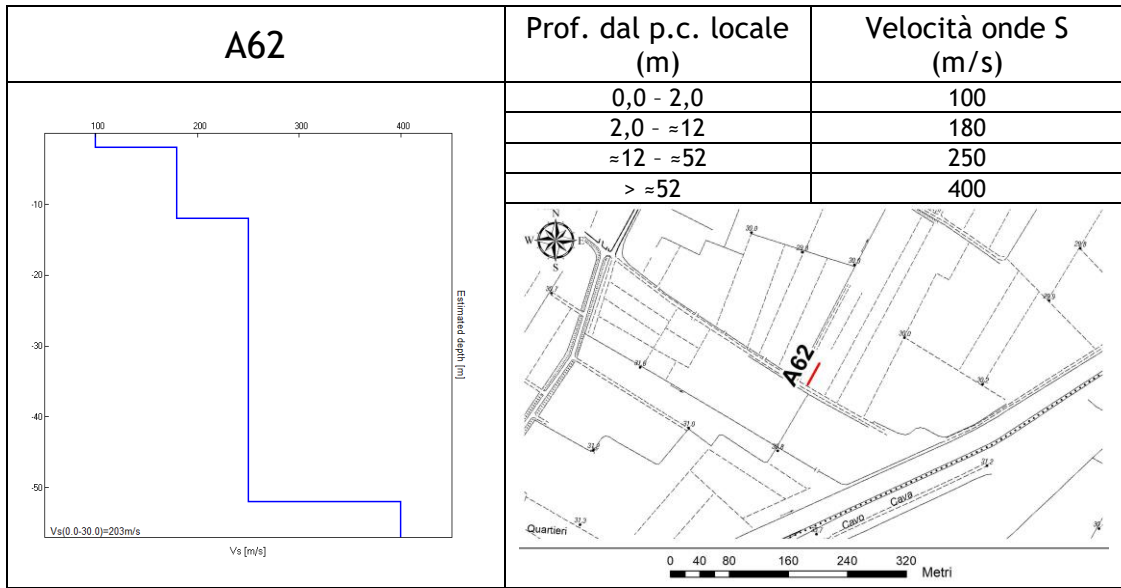 A62
Prof. dal p.c. locale
(m)
Velocità onde S
(m/s)
0,0 – 2,0 100
2,0 – ≈12 180
≈12 – ≈52 250
> ≈52 400
100 200 300 400
-10
-20
-30
-40
-50
Estimated depth [m]
Vs(0.0-30.0)=203m/s
Vs [m/s]
N
W E
S
A62
31,0
Cavo
Cavo
Quartieri
0 40 80 160 240 320
Metri